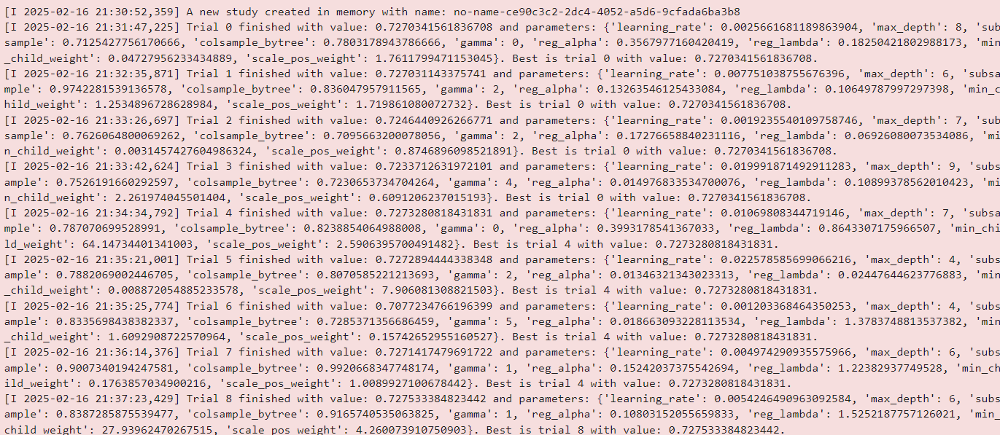 [I 2025-02-16 21:30:52,359] A new study created in memory with name: no-name-ce90c3c2-2dc4-4052-a5d6-9cfada6ba3b8
[I 2025-02-16 21:31:47,225] Trial 0 finished with value: 0.7270341561836708 and parameters: {'learning_rate': 0.0025661681189863904, 'max_depth': 8, 'sub
sample': 0.7125427756170666, 'colsample_bytree': 0.7803178943786666, 'gamma': 0, 'reg_alpha': 0.3567977160420419, 'reg_lambda': 0.18250421802988173, 'min
_child_weight': 0.04727956233434889, 'scale_pos_weight': 1.7611799471153045}. Best is trial 0 with value: 0.7270341561836708.
[I 2025-02-16 21:32:35,871] Trial 1 finished with value: 0.727031143375741 and parameters: {'learning_rate': 0.007751038755676396, 'max_depth': 6, 'subsa
mple': 0.9742281539136578, 'colsample_bytree': 0.836047957911565, 'gamma': 2, 'reg_alpha': 0.13263546125433084, 'reg_lambda': 0.10649787997297398, 'min_c
hild_weight': 1.2534896728628984, 'scale_pos_weight': 1.719861080072732}. Best is trial 0 with value: 0.7270341561836708.
[I 2025-02-16 21:33:26,697] Trial 2 finished with value: 0.7246440926266771 and parameters: {'learning_rate': 0.0019235540109758746, 'max_depth': 7, 'sub
sample': 0.7626064800069262, 'colsample_bytree': 0.7095663200078056, 'gamma': 2, 'reg_alpha': 0.17276658840231116, 'reg_lambda': 0.06926080073534086, 'mi
n_child_weight': 0.0031457427604986324, 'scale_pos_weight': 0.8746896098521891}. Best is trial 0 with value: 0.7270341561836708.
[I 2025-02-16 21:33:42,624] Trial 3 finished with value: 0.7233712631972101 and parameters: {'learning_rate': 0.019991871492911283, 'max_depth': 9, 'subs
ample': 0.7526191660292597, 'colsample_bytree': 0.7230653734704264, 'gamma': 4, 'reg_alpha': 0.014976833534700076, 'reg_lambda': 0.10899378562010423, 'mi
n_child_weight': 2.261974045501404, 'scale_pos_weight': 0.6091206237015193}. Best is trial 0 with value: 0.7270341561836708.
[I 2025-02-16 21:34:34,792] Trial 4 finished with value: 0.7273280818431831 and parameters: {'learning_rate': 0.01069808344719146, 'max_depth': 7, 'subsa
mple': 0.787070699528991, 'colsample_bytree': 0.8238854064988008, 'gamma': 0, 'reg_alpha': 0.3993178541367033, 'reg_lambda': 0.8643307175966507, 'min_chi
ld_weight': 64.14734401341003, 'scale_pos_weight': 2.5906395700491482}. Best is trial 4 with value: 0.7273280818431831.
[I 2025-02-16 21:35:21,001] Trial 5 finished with value: 0.7272894444338348 and parameters: {'learning_rate': 0.022578585699066216, 'max_depth': 4, 'subs
ample': 0.7882069002446705, 'colsample_bytree': 0.8070585221213693, 'gamma': 2, 'reg_alpha': 0.01346321343023313, 'reg_lambda': 0.02447644623776883, 'min
_child_weight': 0.008872054885233578, 'scale_pos_weight': 7.906081308821503}. Best is trial 4 with value: 0.7273280818431831.
[I 2025-02-16 21:35:25,774] Trial 6 finished with value: 0.7077234766196399 and parameters: {'learning_rate': 0.001203368464350253, 'max_depth': 4, 'subs
ample': 0.8335698438382337, 'colsample_bytree': 0.7285371356686459, 'gamma': 5, 'reg_alpha': 0.018663093228113534, 'reg_lambda': 1.3783748813537382, 'min
_child_weight': 1.6092908722570964, 'scale_pos_weight': 0.15742652955160527}. Best is trial 4 with value: 0.7273280818431831.
[I 2025-02-16 21:36:14,376] Trial 7 finished with value: 0.7271417479691722 and parameters: {'learning_rate': 0.004974290935575966, 'max_depth': 6, 'subs
ample': 0.9007340194247581, 'colsample_bytree': 0.9920668347748174, 'gamma': 1, 'reg_alpha': 0.15242037375542694, 'reg_lambda': 1.22382937749528, 'min_ch
ild_weight': 0.1763857034900216, 'scale_pos_weight': 1.0089927100678442}. Best is trial 4 with value: 0.7273280818431831.
[I 2025-02-16 21:37:23,429] Trial 8 finished with value: 0.727533384823442 and parameters: {'learning_rate': 0.0054246490963092584, 'max_depth': 6, 'subs
ample': 0.8387285875539477, 'colsample_bytree': 0.9165740535063825, 'gamma': 1, 'reg_alpha': 0.10803152055659833, 'reg_lambda': 1.5252187757126021, 'min_
child_weight': 27.93962470267515, 'scale_pos_weight': 4.260073910750903}. Best is trial 8 with value: 0.727533384823442.